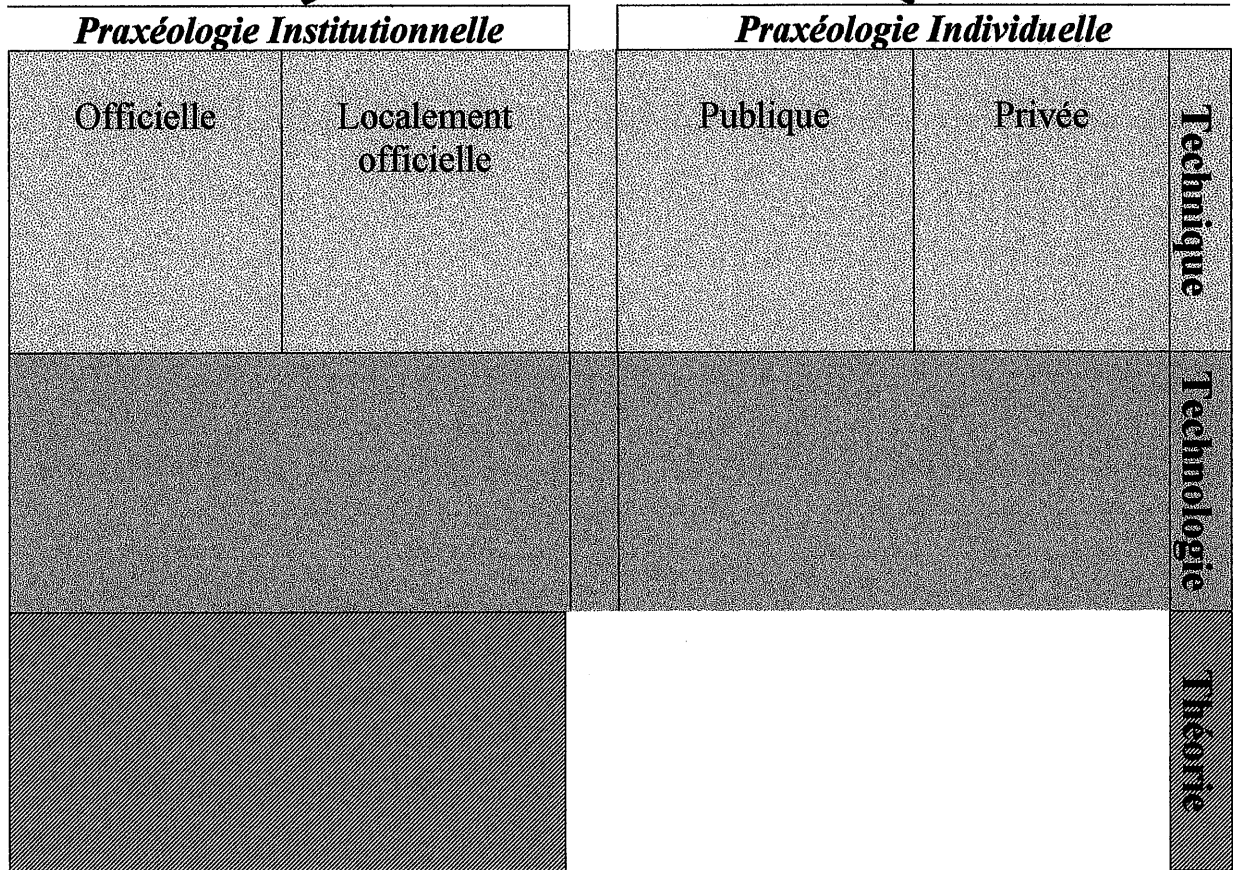 Praxéologie Institutionnelle
Praxéologie Individuelle
Officielle
Localement
officielle
Publique
Privée
Technique
Technologie
Théorie